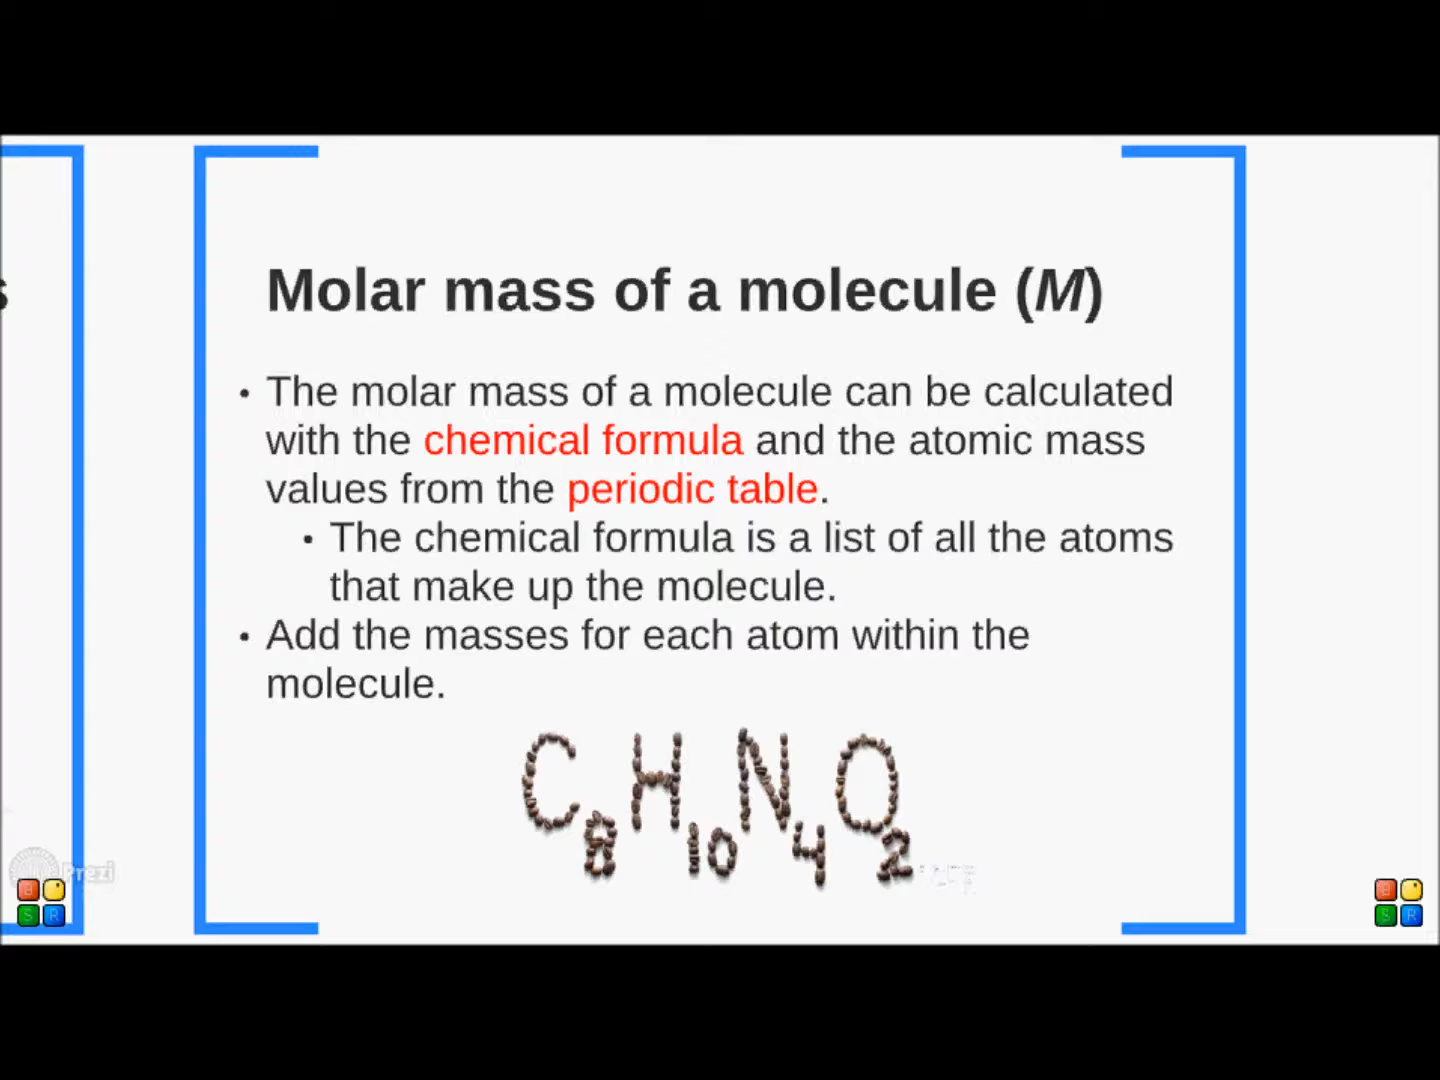 s
Molar mass of a molecule (M)
• The molar mass of a molecule can be calculated
with the chemical formula and the atomic mass
values from the periodic table.
• The chemical formula is a list of all the atoms
that make up the molecule.
• Add the masses for each atom within the
molecule.
C8H10N4O2
Prezi
B
S R
B
S R